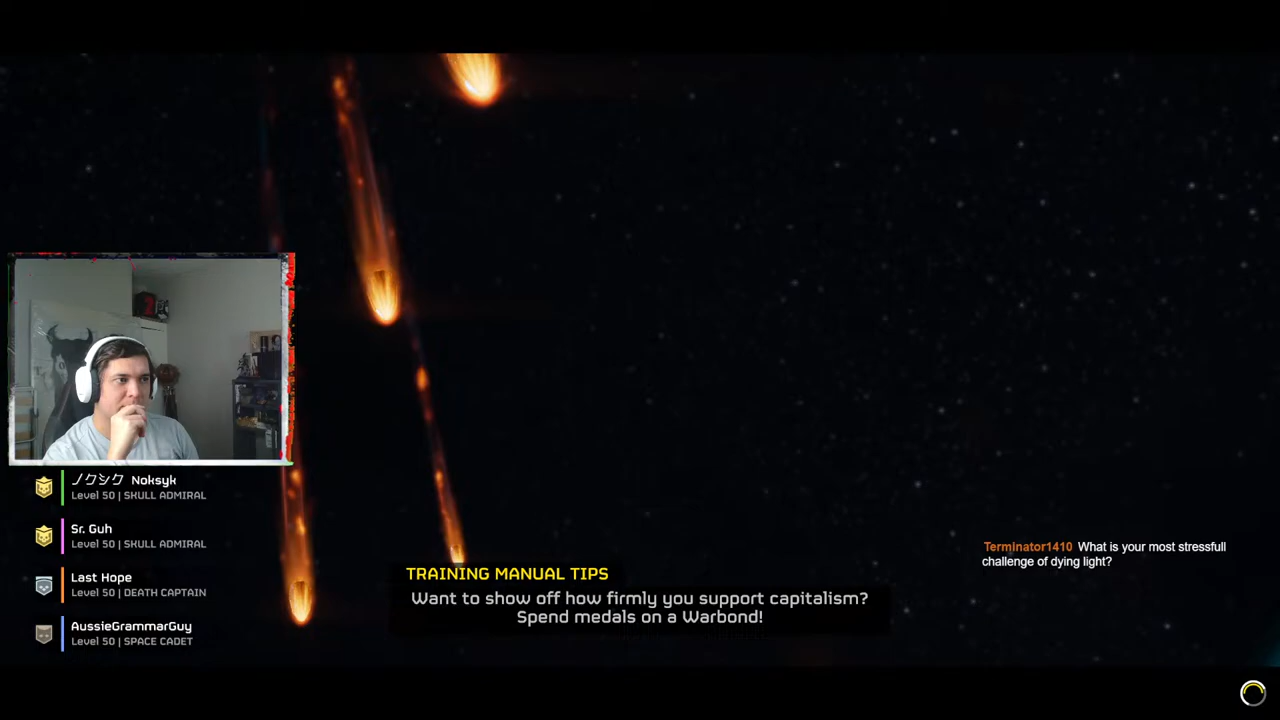 ノクシク Noksyk
Level 50 | SKULL ADMIRAL
Sr. Guh
Level 50 | SKULL ADMIRAL
Last Hope
Level 50 | DEATH CAPTAIN
AussieGrammarGuy
Level 50 | SPACE CADET
TRAINING MANUAL TIPS
Want to show off how firmly you support capitalism?
Spend medals on a Warbond!
Terminator1410 What is your most stressfull
challenge of dying light?